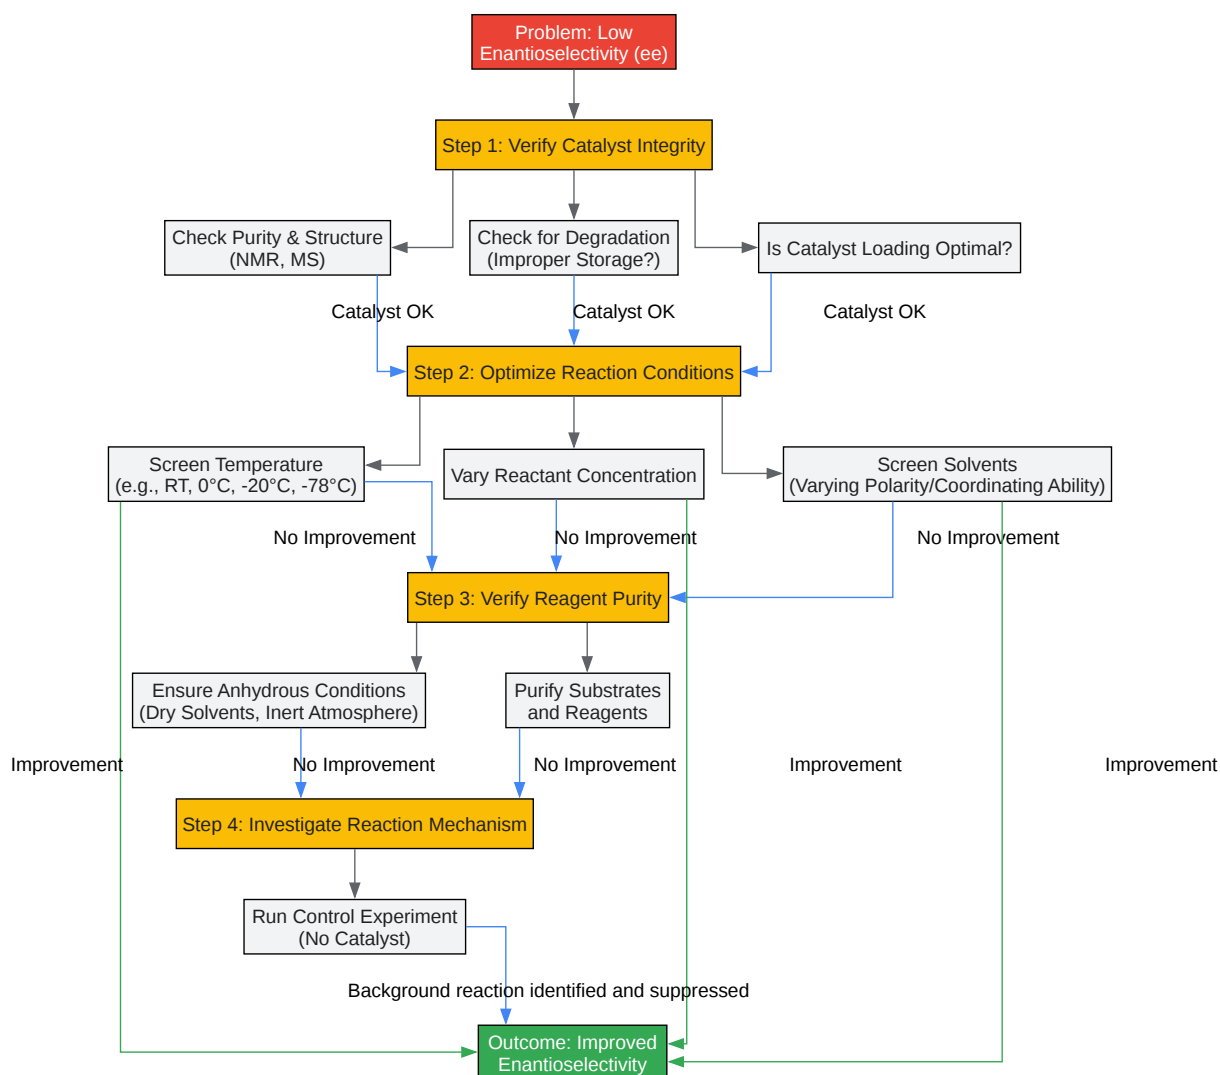 Problem: Low
Enantioselectivity (ee)
Step 1: Verify Catalyst Integrity
Check Purity & Structure
(NMR, MS)
Check for Degradation
(Improper Storage?)
Is Catalyst Loading Optimal?
Catalyst OK
Catalyst OK
Catalyst OK
Step 2: Optimize Reaction Conditions
Screen Temperature
(e.g., RT, 0°C, -20°C, -78°C)
Vary Reactant Concentration
Screen Solvents
(Varying Polarity/Coordinating Ability)
No Improvement
No Improvement
No Improvement
Step 3: Verify Reagent Purity
Ensure Anhydrous Conditions
(Dry Solvents, Inert Atmosphere)
Purify Substrates
and Reagents
Improvement
No Improvement
No Improvement
Improvement
Improvement
Step 4: Investigate Reaction Mechanism
Run Control Experiment
(No Catalyst)
Background reaction identified and suppressed
Outcome: Improved
Enantioselectivity